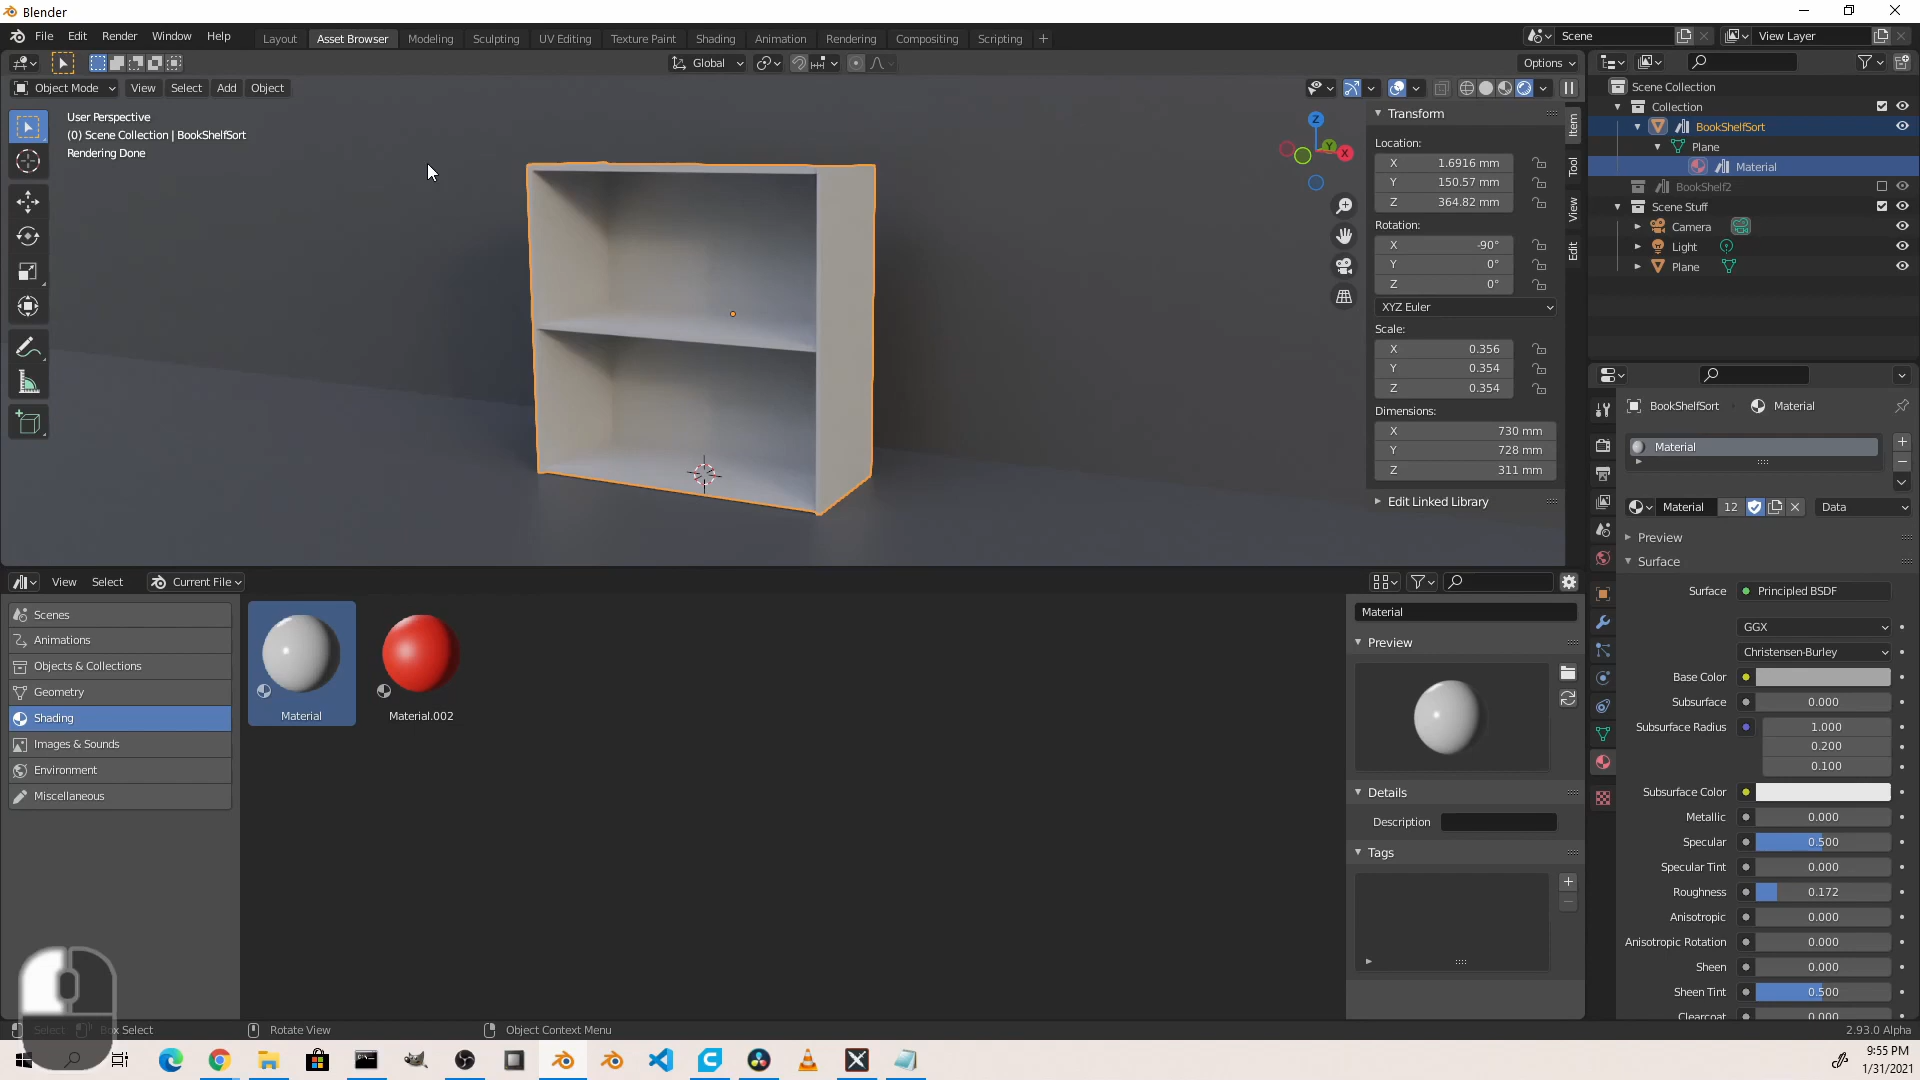 Blender
File Edit Render Window Help Layout Asset Browser Modeling Sculpting UV Editing Texture Paint Shading Animation Rendering Compositing Scripting + Scene View Layer
Global Options
Object Mode View Select Add Object
User Perspective
(0) Scene Collection | BookShelfSort
Rendering Done
Z
Y
X
Transform
Location:
X 1.6916 mm
Y 150.57 mm
Z 364.82 mm
Rotation:
X -90°
Y 0°
Z 0°
XYZ Euler
Scale:
X 0.356
Y 0.354
Z 0.354
Dimensions:
X 730 mm
Y 728 mm
Z 311 mm
Edit Linked Library
Item
Tool
View
Edit
Scene Collection
Collection
BookShelfSort
Plane
Material
BookShelf2
Scene Stuff
Camera
Light
Plane
BookShelfSort Material
Material
Material 12 Data
Preview
Surface
Surface Principled BSDF
GGX
Christensen-Burley
Base Color
Subsurface 0.000
Subsurface Radius 1.000
0.200
0.100
Subsurface Color
Metallic 0.000
Specular 0.500
Specular Tint 0.000
Roughness 0.172
Anisotropic 0.000
Anisotropic Rotation 0.000
Sheen 0.000
Sheen Tint 0.500
Clearcoat 0.000
View Select Current File
Scenes
Animations
Objects & Collections
Geometry
Shading
Images & Sounds
Environment
Miscellaneous
Material
Material.002
Material
Preview
Details
Description
Tags
Select Box Select Rotate View Object Context Menu 2.93.0 Alpha
9:55 PM
1/31/2021